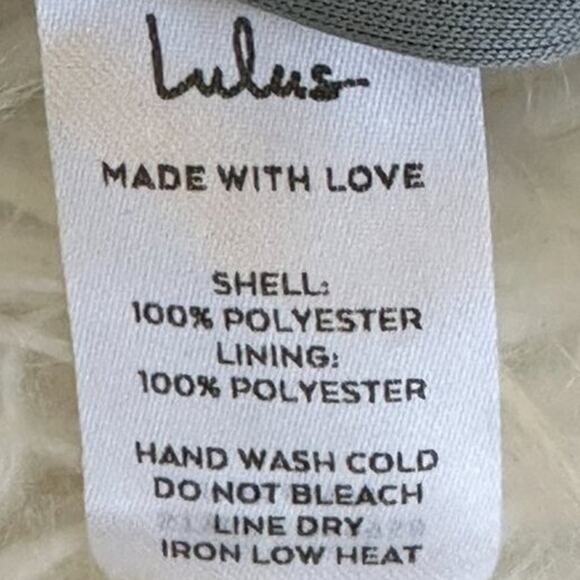 Lulus
MADE WITH LOVE
SHELL:
100% POLYESTER
LINING:
100% POLYESTER
HAND WASH COLD
DO NOT BLEACH
LINE DRY
IRON LOW HEAT